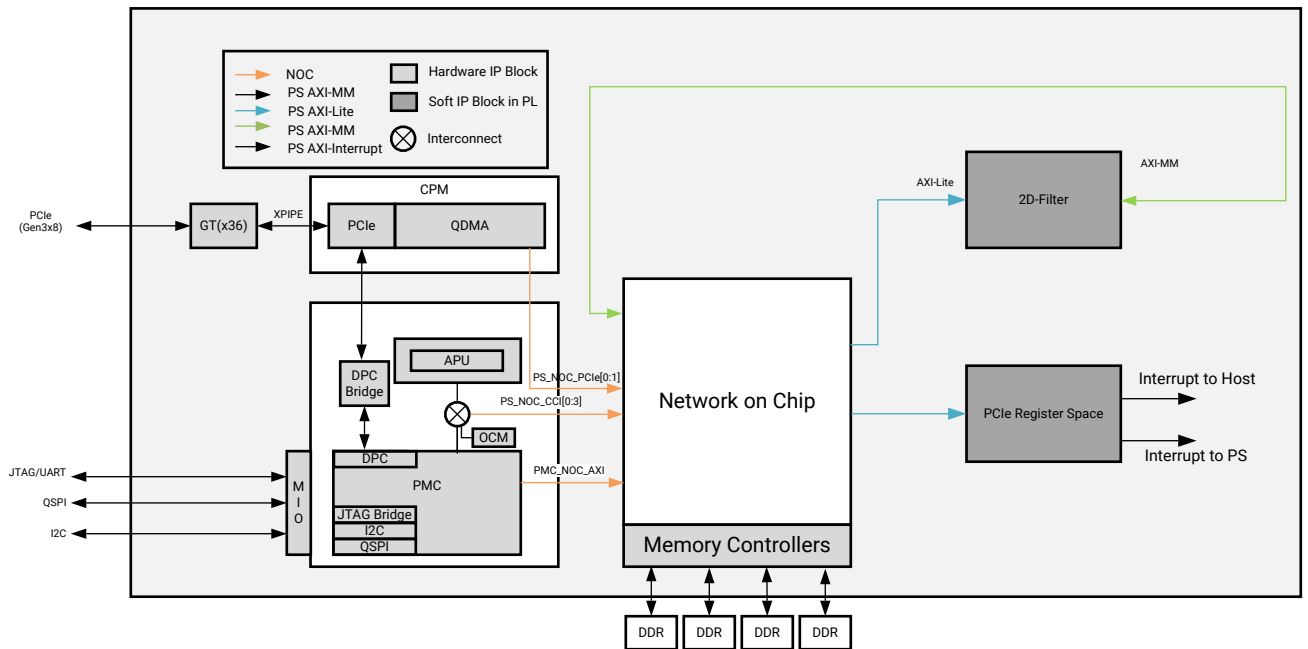 NOC
PS AXI-MM
PS AXI-Lite
PS AXI-MM
PS AXI-Interrupt
Hardware IP Block
Soft IP Block in PL
Interconnect
CPM
PCIe
(Gen3x8)
GT(x36)
XPIPE
PCIe
QDMA
AXI-Lite
2D-Filter
AXI-MM
DPC
Bridge
APU
PS_NOC_PCIe[0:1]
PS_NOC_CCI[0:3]
OCM
Network on Chip
PCIe Register Space
Interrupt to Host
Interrupt to PS
JTAG/UART
QSPI
I2C
M
I
O
DPC
PMC
JTAG Bridge
I2C
QSPI
PMC_NOC_AXI
Memory Controllers
DDR
DDR
DDR
DDR